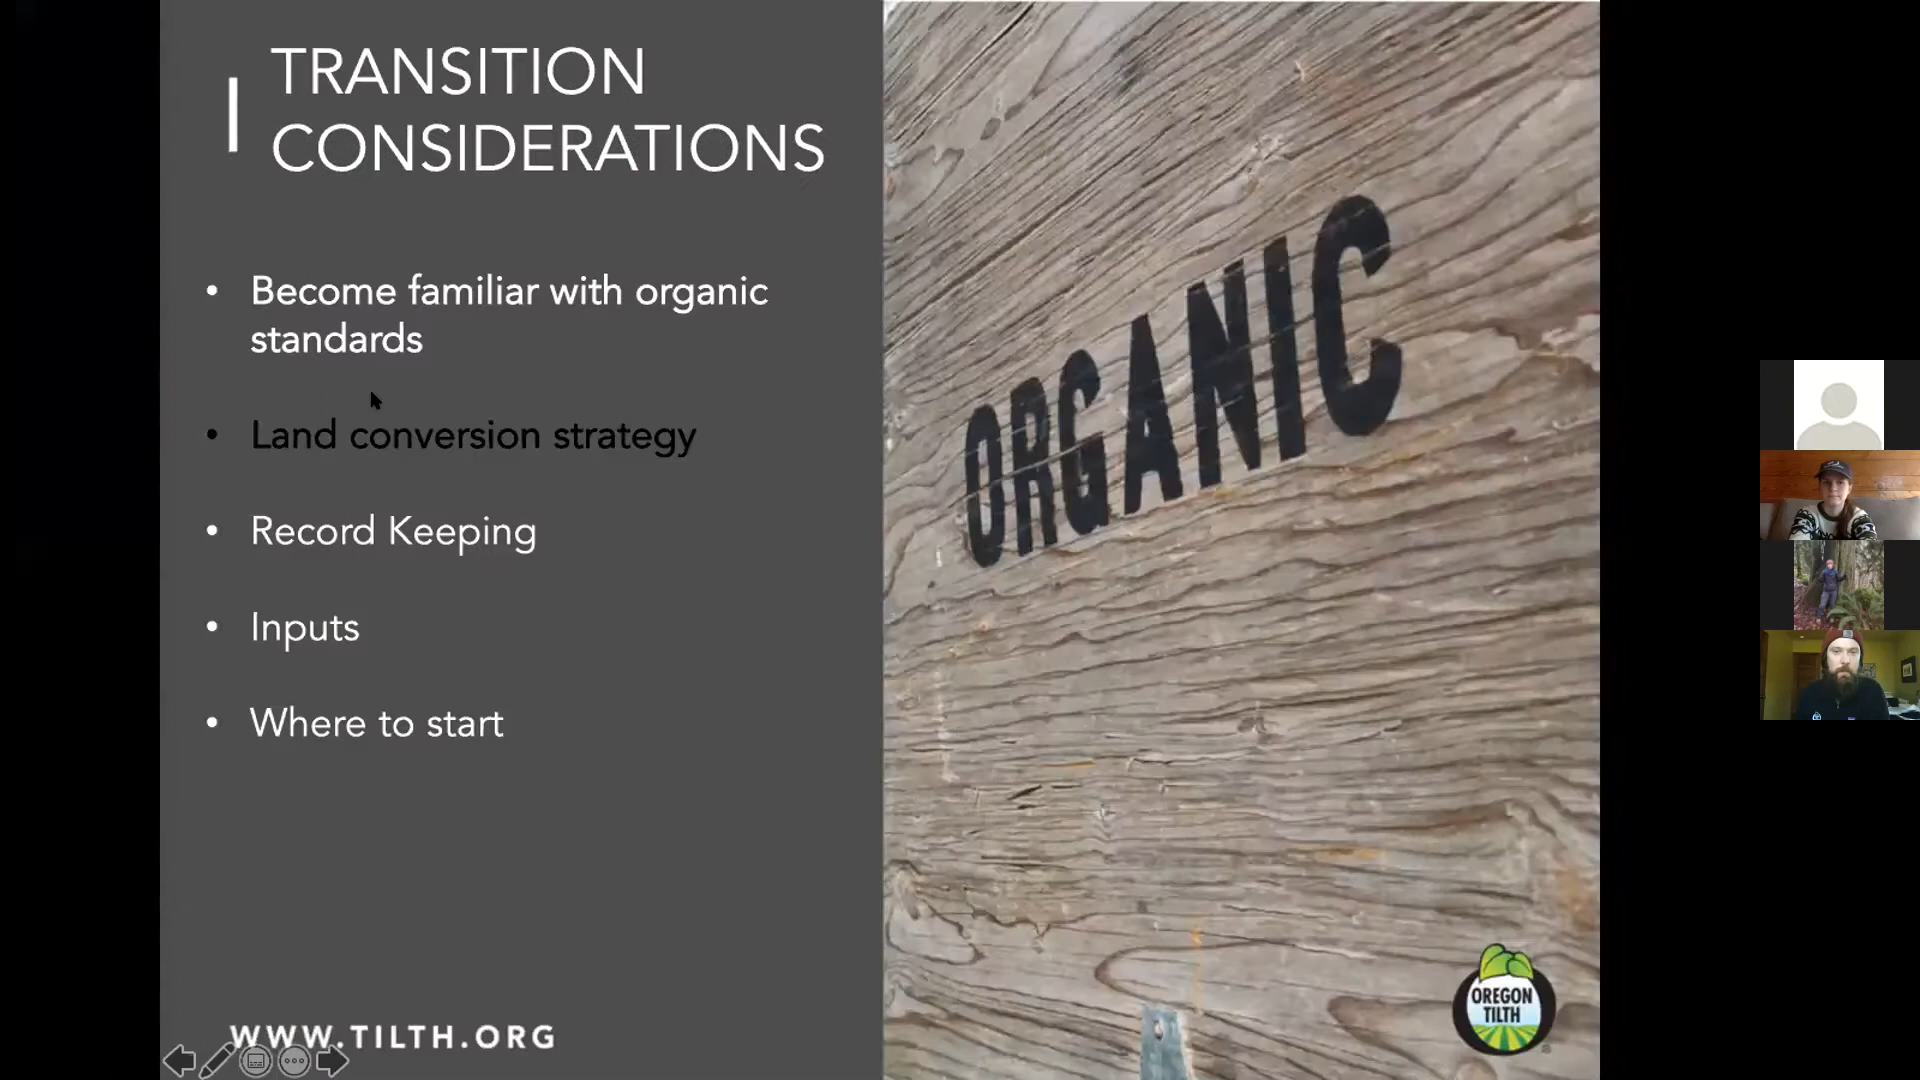 TRANSITION
CONSIDERATIONS
• Become familiar with organic
standards
• Land conversion strategy
• Record Keeping
• Inputs
• Where to start
WWW.TILTH.ORG
ORGANIC
OREGON
TILTH